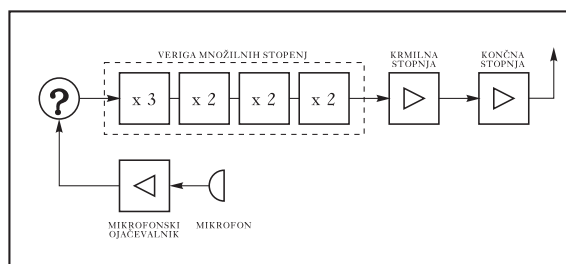 VERIGA MNOŽILNIH STOPENJ
KRMILNA
STOPNJA
KONČNA
STOPNJA
?
x 3
x 2
x 2
x 2
MIKROFONSKI
OJAČEVALNIK
MIKROFON